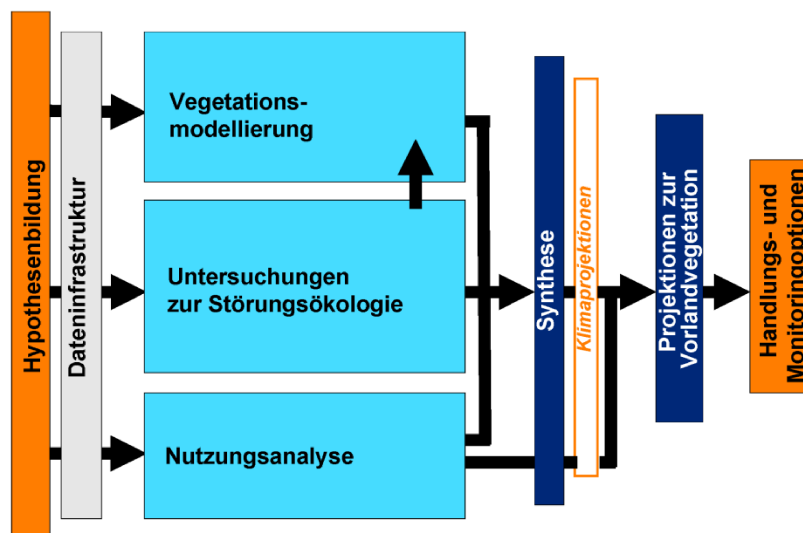 Hypothesenbildung
Dateninfrastruktur
Vegetations-
modellierung
Untersuchungen
zur Störungsökologie
Nutzungsanalyse
Synthese
Klimaprojektionen
Projektionen zur
Vorlandvegetation
Handlungs- und
Monitoringoptionen